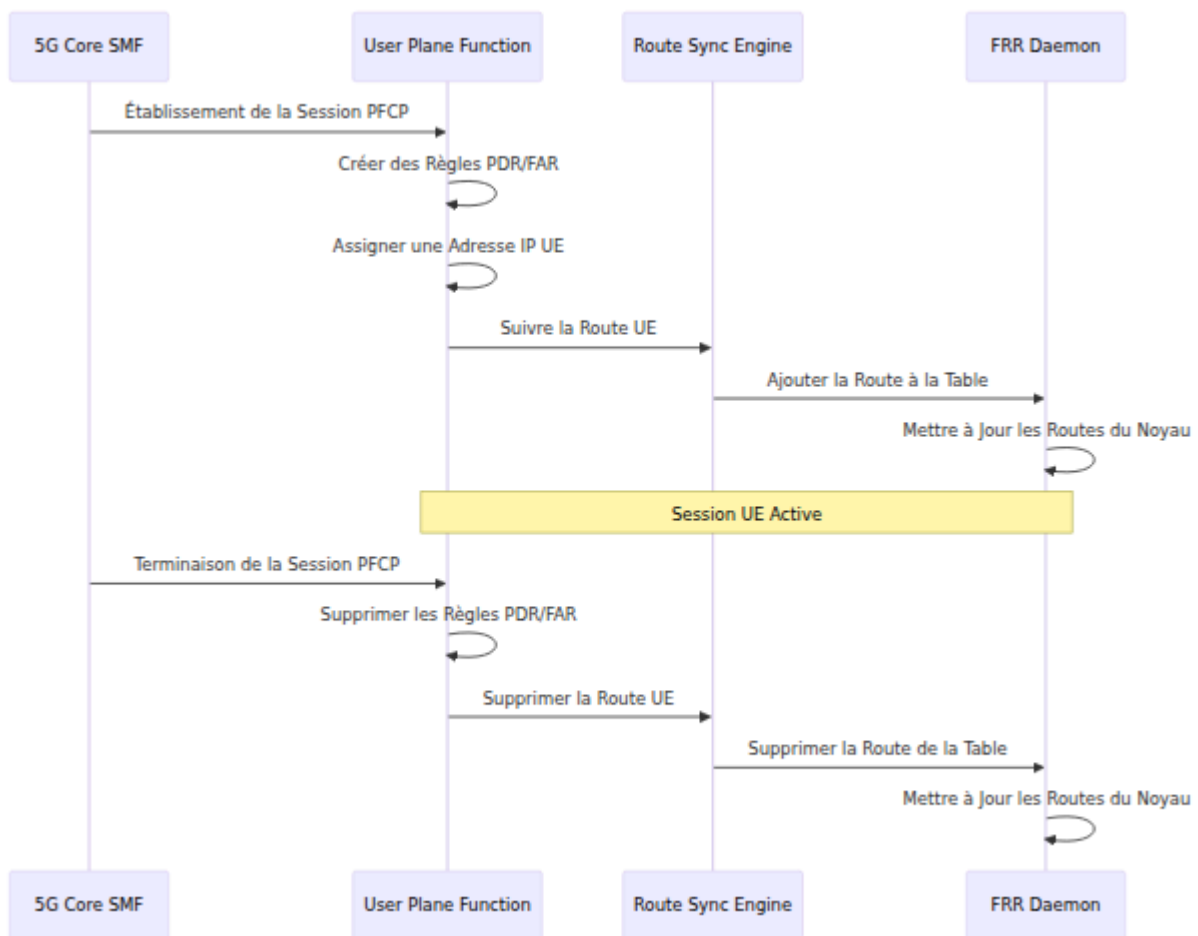 5G Core SMF
User Plane Function
Route Sync Engine
FRR Daemon
Établissement de la Session PFCP
Créer des Règles PDR/FAR
Assigner une Adresse IP UE
Suivre la Route UE
Ajouter la Route à la Table
Mettre à Jour les Routes du Noyau
Session UE Active
Terminaison de la Session PFCP
Supprimer les Règles PDR/FAR
Supprimer la Route UE
Supprimer la Route de la Table
Mettre à Jour les Routes du Noyau
5G Core SMF
User Plane Function
Route Sync Engine
FRR Daemon